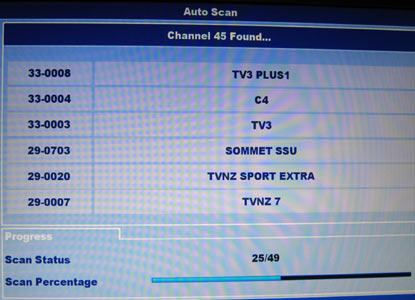 Auto Scan
Channel 45 Found...
33-0008 TV3 PLUS1
33-0004 C4
33-0003 TV3
29-0703 SOMMET SSU
29-0020 TVNZ SPORT EXTRA
29-0007 TVNZ 7
Progress
Scan Status 25/49
Scan Percentage